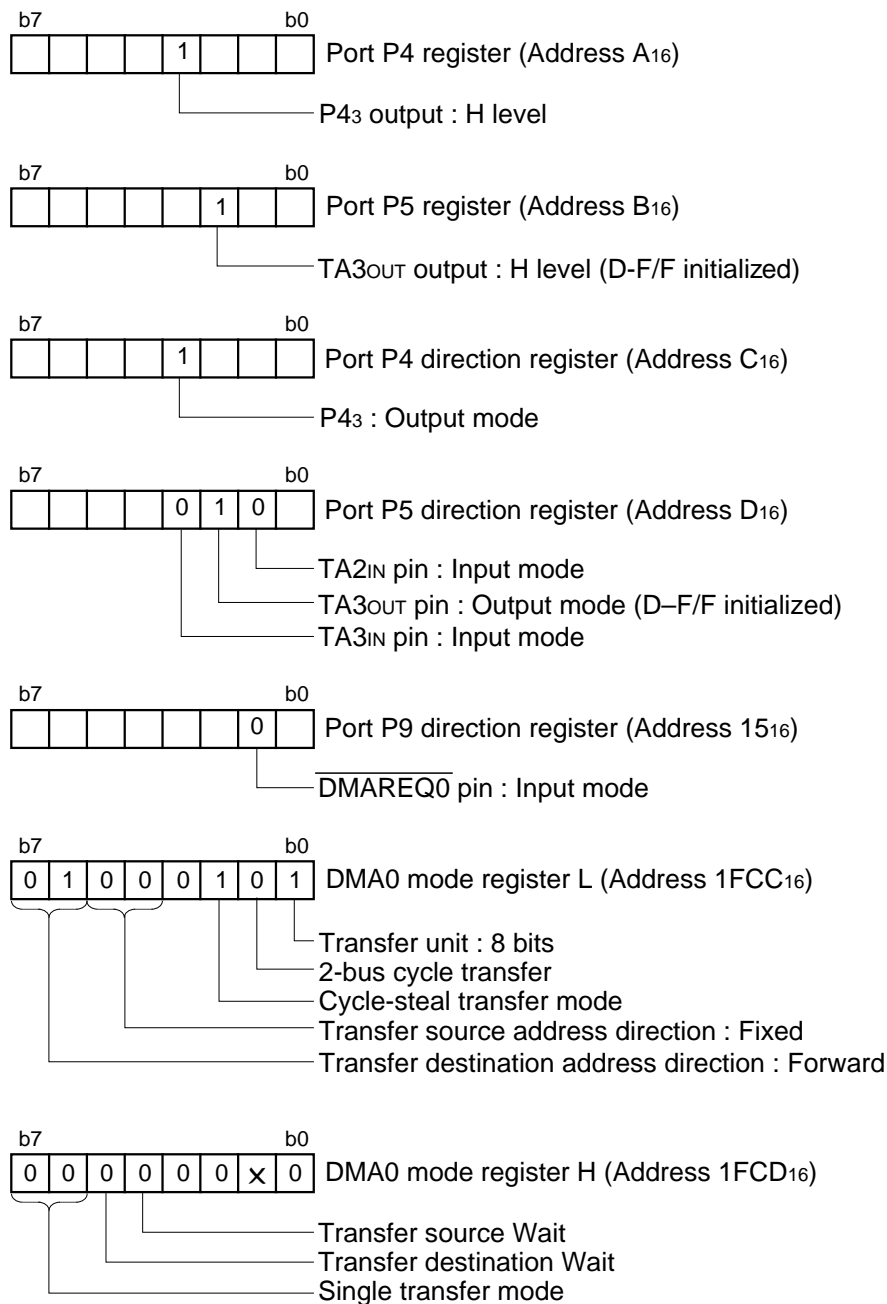 b7 b0
1 Port P4 register (Address A16)
P43 output : H level
b7 b0
1 Port P5 register (Address B16)
TA3OUT output : H level (D-F/F initialized)
b7 b0
1 Port P4 direction register (Address C16)
P43 : Output mode
b7 b0
0 1 0 Port P5 direction register (Address D16)
TA2IN pin : Input mode
TA3OUT pin : Output mode (D–F/F initialized)
TA3IN pin : Input mode
b7 b0
0 Port P9 direction register (Address 1516)
DMAREQ0 pin : Input mode
b7 b0
0 1 0 0 0 1 0 1 DMA0 mode register L (Address 1FCC16)
Transfer unit : 8 bits
2-bus cycle transfer
Cycle-steal transfer mode
Transfer source address direction : Fixed
Transfer destination address direction : Forward
b7 b0
0 0 0 0 0 0 × 0 DMA0 mode register H (Address 1FCD16)
Transfer source Wait
Transfer destination Wait
Single transfer mode